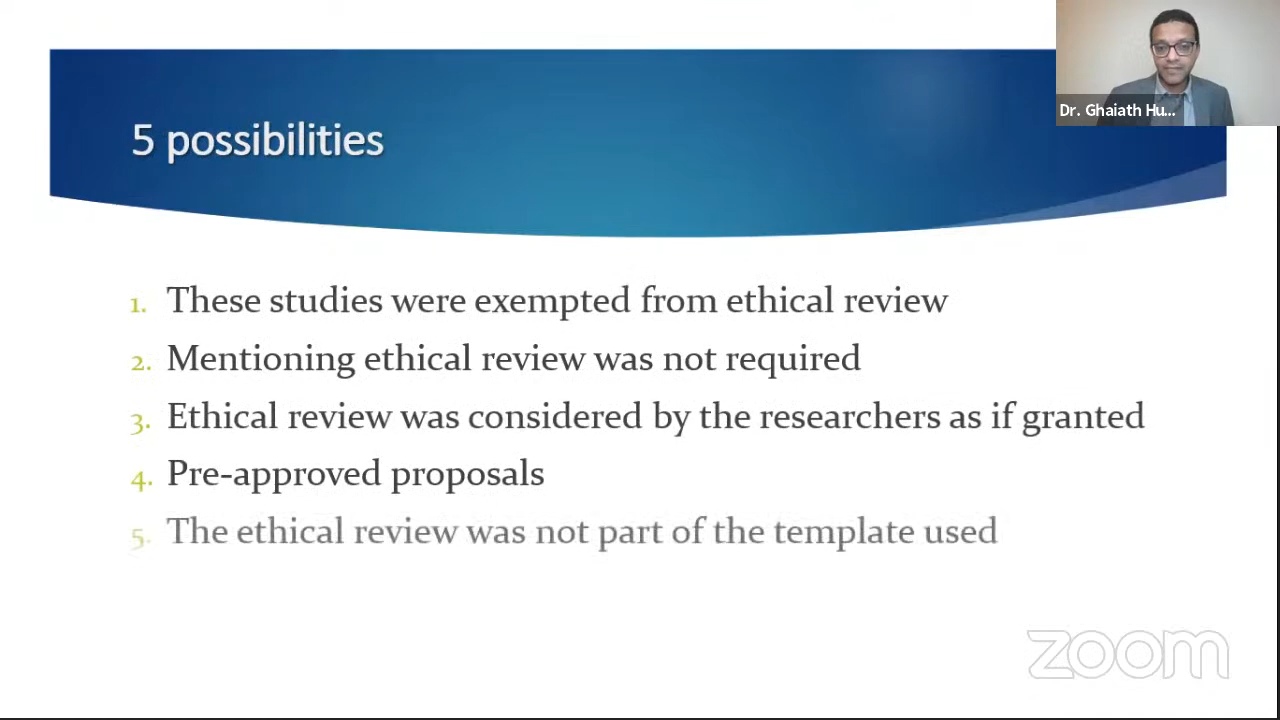 Dr. Ghaiath Hu...
5 possibilities
1. These studies were exempted from ethical review
2. Mentioning ethical review was not required
3. Ethical review was considered by the researchers as if granted
4. Pre-approved proposals
5. The ethical review was not part of the template used
zoom